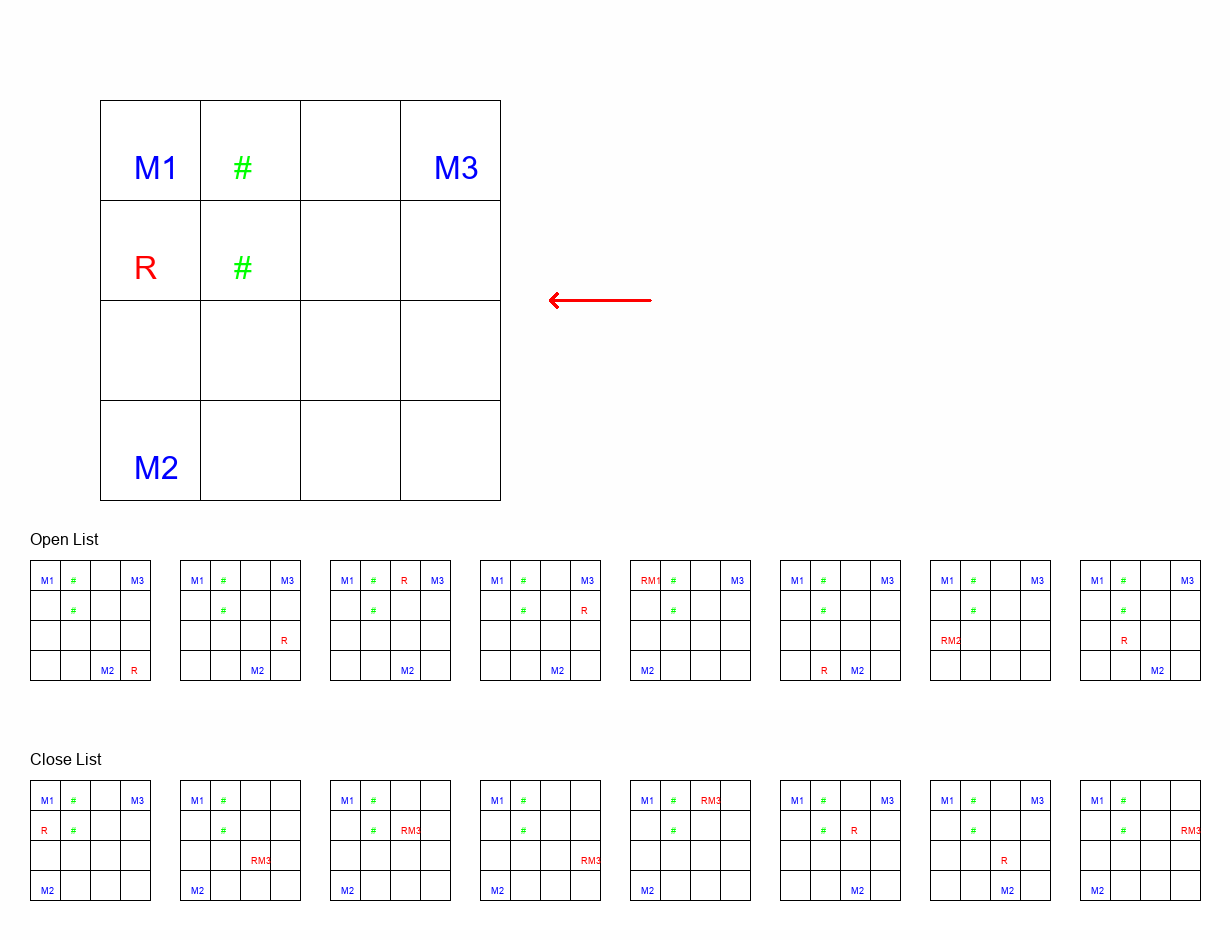 M1 # M3
R #
M2
Open List
M1 # M3 M1 # M3 M1 # R M3 M1 # M3 RM1 # M3 M1 # M3 M1 # M3 M1 # M3
# # # # R # # # #
R RM2 R
M2 R M2 M2 M2 M2 R M2 M2
Close List
M1 # M3 M1 # M1 # M1 # M1 # RM3 M1 # M3 M1 # M3 M1 #
R # # # RM3 # # # R # # RM3
RM3 RM3 R
M2 M2 M2 M2 M2 M2 M2 M2